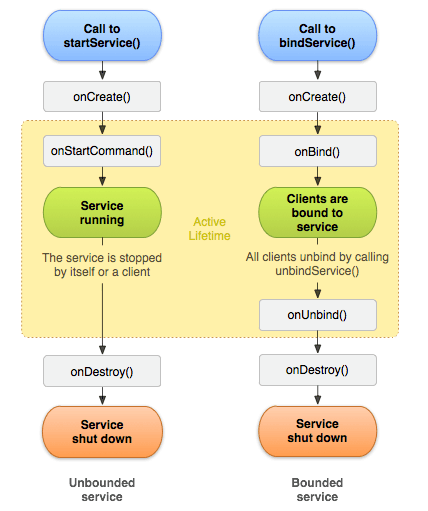 Call to
startService()
onCreate()
onStartCommand()
Service
running
The service is stopped
by itself or a client
onDestroy()
Service
shut down
Unbounded
service
Active
Lifetime
Call to
bindService()
onCreate()
onBind()
Clients are
bound to
service
All clients unbind by calling
unbindService()
onUnbind()
onDestroy()
Service
shut down
Bounded
service